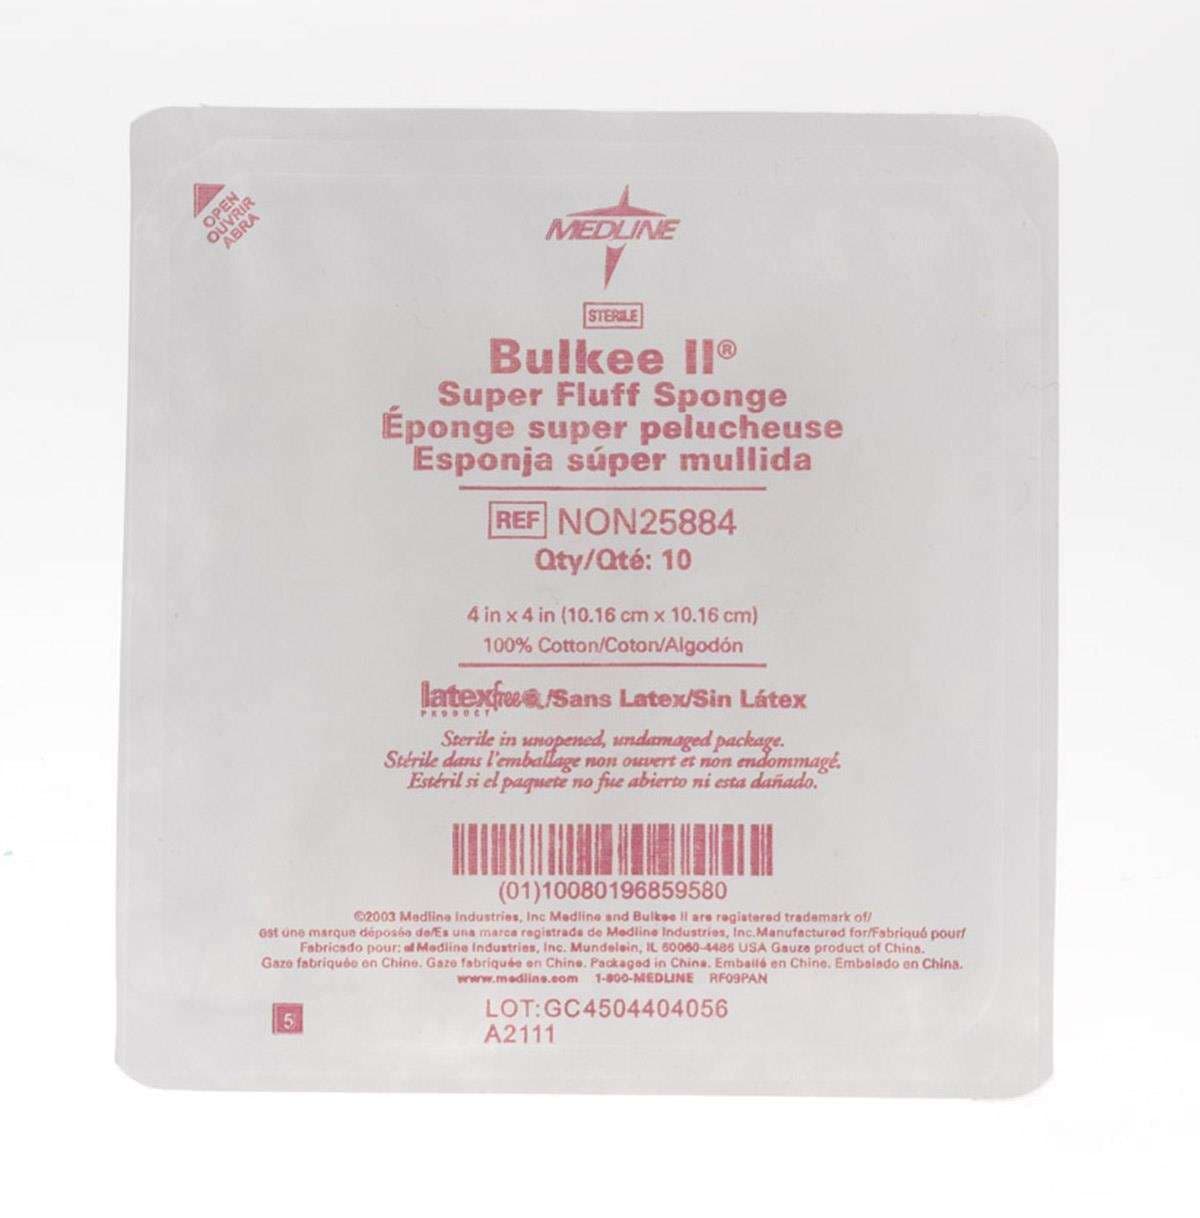 OPEN
OUVRIR
ABRA
MEDLINE
STERILE
Bulkee II®
Super Fluff Sponge
Éponge super pelucheuse
Esponja súper mullida
REF NON25884
Qty/Qté: 10
4 in x 4 in (10.16 cm x 10.16 cm)
100% Cotton/Coton/Algodón
latexfree/Sans Latex/Sin Látex
PRODUCT
Sterile in unopened, undamaged package.
Stérile dans l'emballage non ouvert et non endommagé.
Estéril si el paquete no fue abierto ni esta dañado.
(01)10080196859580
©2003 Medline Industries, Inc Medline and Bulkee II are registered trademark of/
est une marque déposée de/Es una marca registrada de Medline Industries, Inc.Manufactured for/Fabriqué pour/
Fabricado pour: Medline Industries, Inc. Mundelein, IL 60060-4486 USA Gauze product of China.
Gaze fabriquée en Chine. Gaze fabriquée en Chine. Packaged in China. Emballé en Chine. Embalado en China.
www.medline.com 1-800-MEDLINE RF09PAN
5
LOT:GC4504404056
A2111